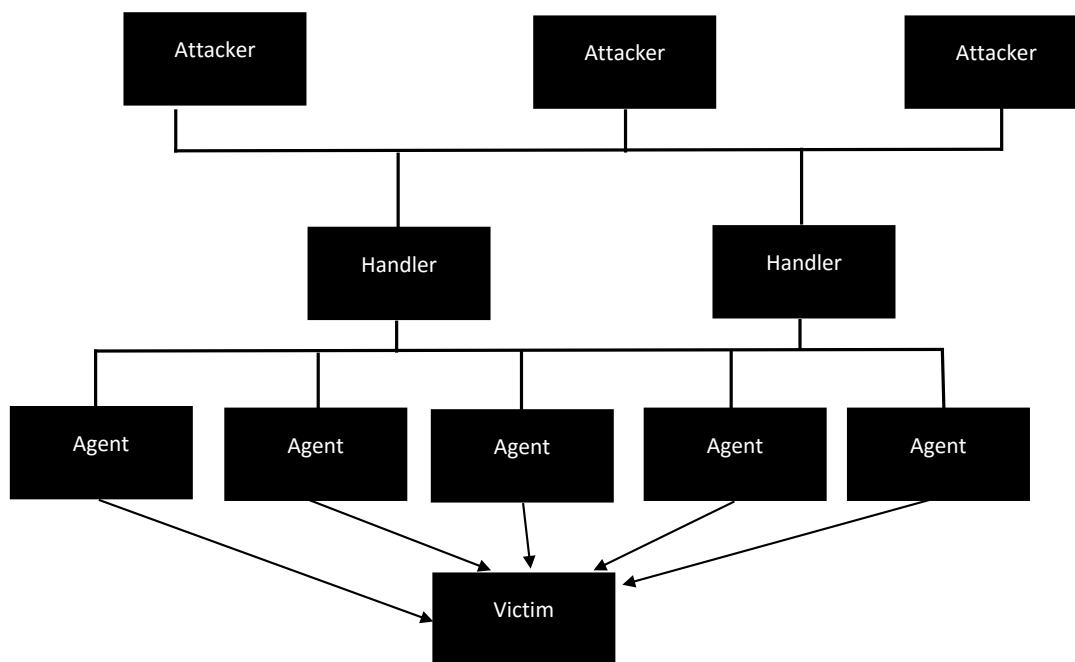 Attacker
Attacker
Attacker
Handler
Handler
Agent
Agent
Agent
Agent
Agent
Victim